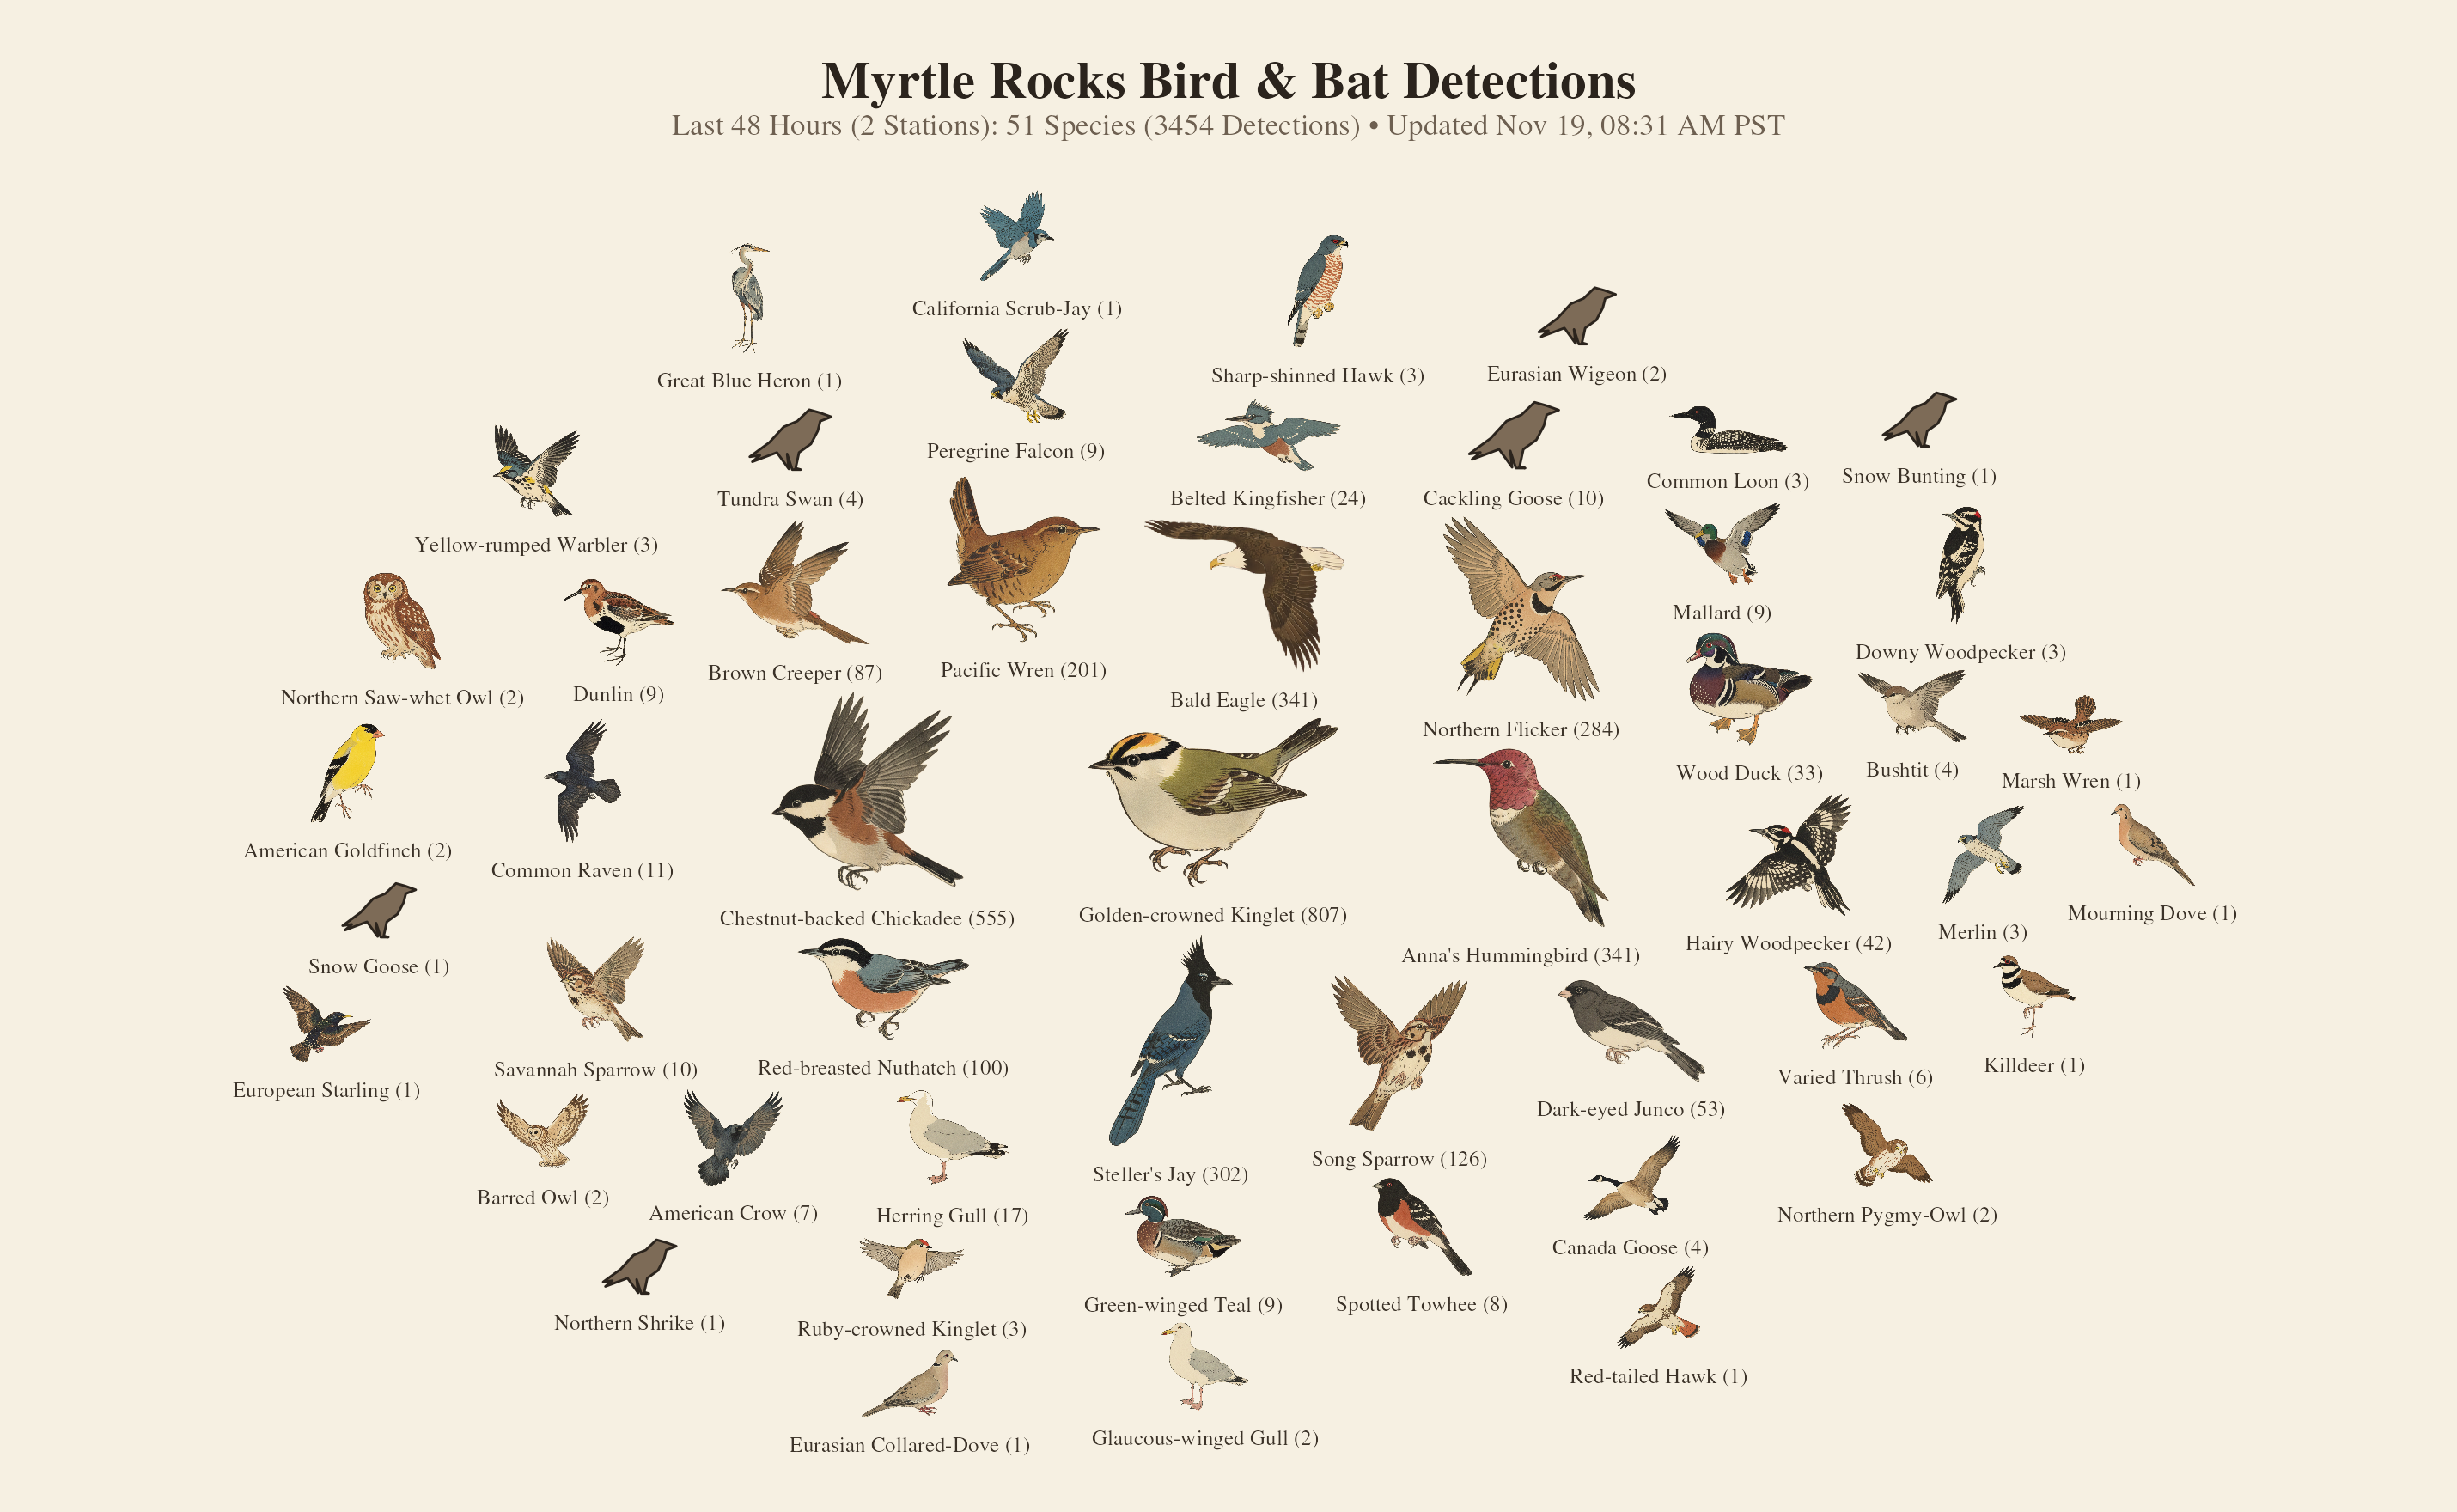 Myrtle Rocks Bird & Bat Detections
Last 48 Hours (2 Stations): 51 Species (3454 Detections) • Updated Nov 19, 08:31 AM PST
California Scrub-Jay (1)
Great Blue Heron (1)
Sharp-shinned Hawk (3)
Eurasian Wigeon (2)
Peregrine Falcon (9)
Tundra Swan (4)
Belted Kingfisher (24)
Cackling Goose (10)
Common Loon (3)
Snow Bunting (1)
Yellow-rumped Warbler (3)
Mallard (9)
Northern Saw-whet Owl (2)
Dunlin (9)
Brown Creeper (87)
Pacific Wren (201)
Bald Eagle (341)
Northern Flicker (284)
Downy Woodpecker (3)
Wood Duck (33)
Bushtit (4)
Marsh Wren (1)
American Goldfinch (2)
Common Raven (11)
Chestnut-backed Chickadee (555)
Golden-crowned Kinglet (807)
Anna's Hummingbird (341)
Hairy Woodpecker (42)
Merlin (3)
Mourning Dove (1)
Snow Goose (1)
European Starling (1)
Savannah Sparrow (10)
Red-breasted Nuthatch (100)
Steller's Jay (302)
Song Sparrow (126)
Dark-eyed Junco (53)
Varied Thrush (6)
Killdeer (1)
Barred Owl (2)
American Crow (7)
Herring Gull (17)
Canada Goose (4)
Northern Pygmy-Owl (2)
Northern Shrike (1)
Ruby-crowned Kinglet (3)
Green-winged Teal (9)
Spotted Towhee (8)
Red-tailed Hawk (1)
Eurasian Collared-Dove (1)
Glaucous-winged Gull (2)